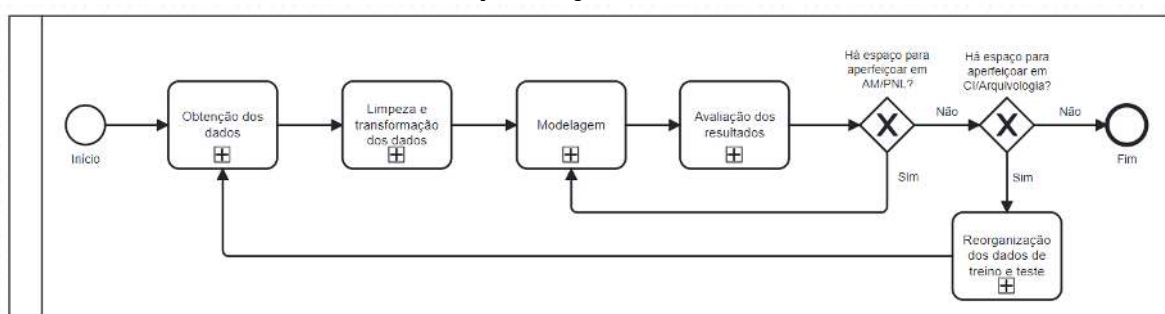 Há espaço para
aperfeiçoar em
AM/PNL?
Há espaço para
aperfeiçoar em
CI/Arquivologia?
Início
Obtenção dos
dados
Limpeza e
transformação
dos dados
Modelagem
Avaliação dos
resultados
Não
Não
Fim
Sim
Sim
Reorganização
dos dados de
treino e teste